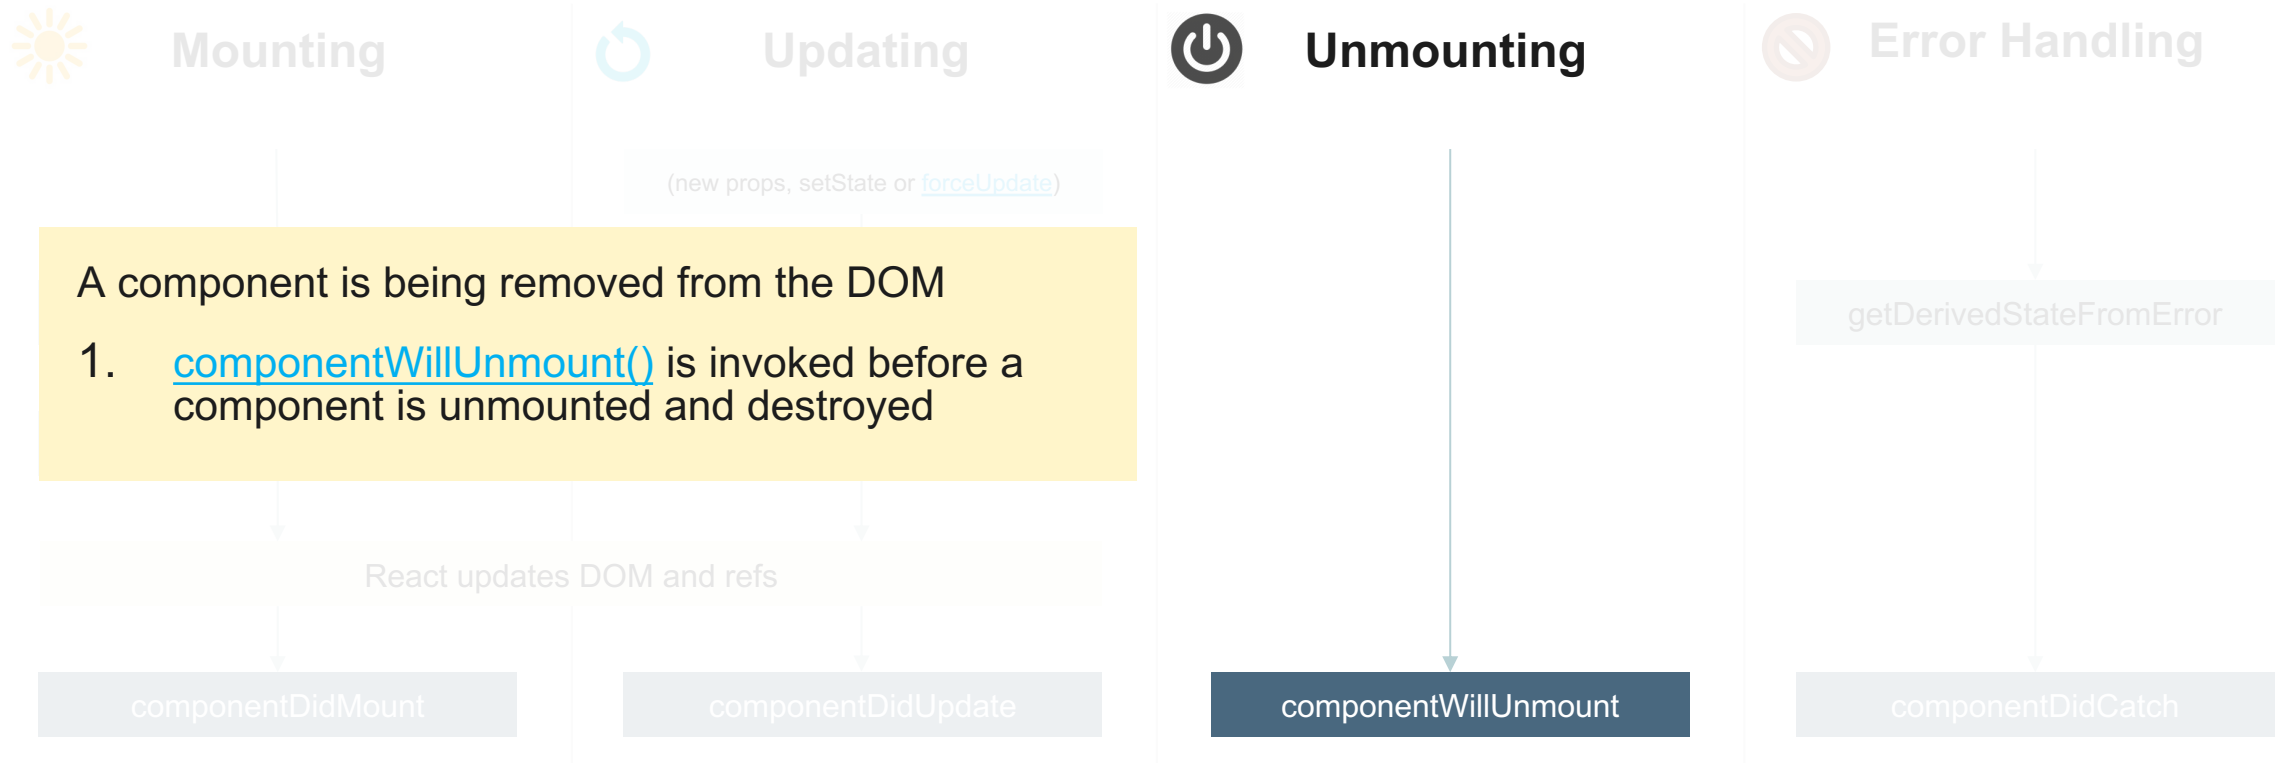 Mounting
Updating
Unmounting
Error Handling
(new props, setState or forceUpdate)
A component is being removed from the DOM
1. componentWillUnmount() is invoked before a
component is unmounted and destroyed
getDerivedStateFromError
React updates DOM and refs
componentDidMount
componentDidUpdate
componentWillUnmount
componentDidCatch